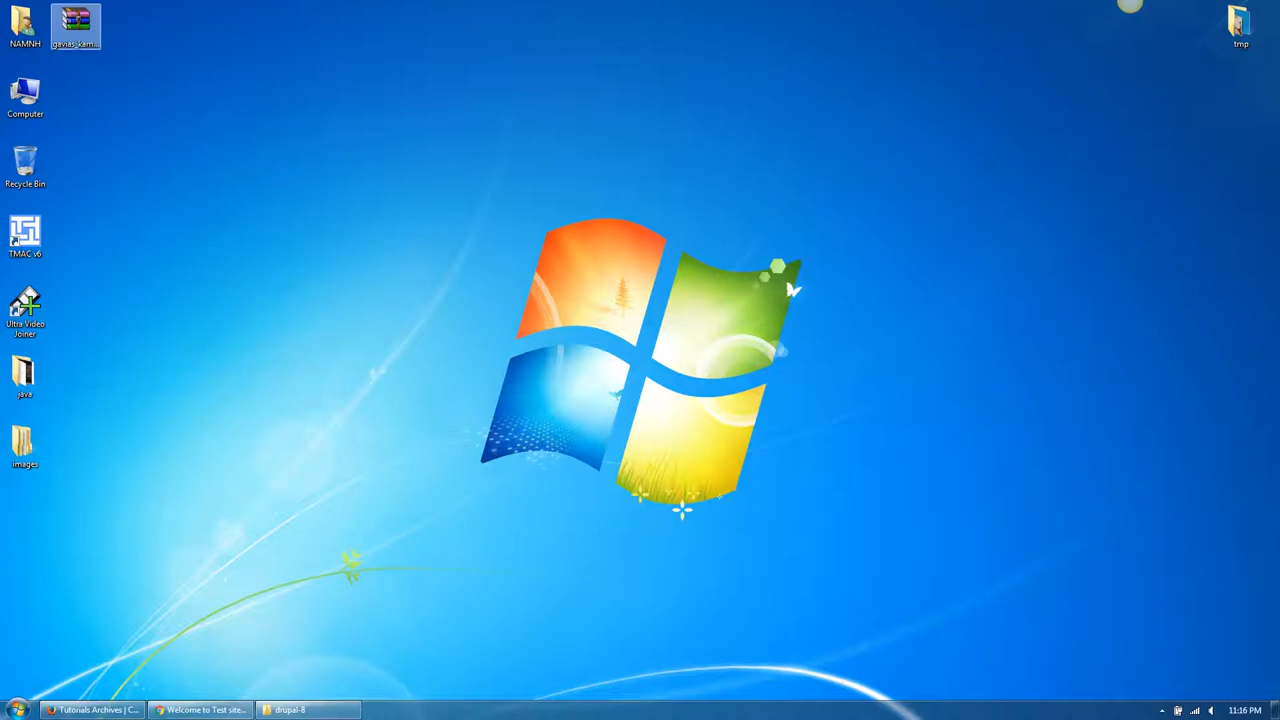 NAMNH
gavias_kam...
tmp
Computer
Recycle Bin
TMAC v6
Ultra Video
Joiner
java
images
Tutorials Archives | C...
Welcome to Test site...
drupal-8
11:16 PM